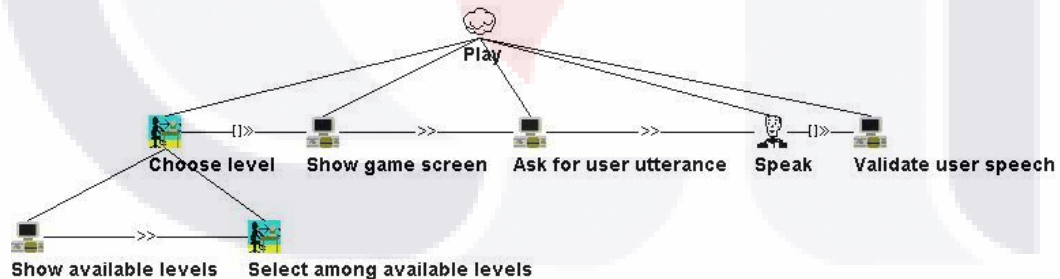 Play
[]»
>>
>>
[]»
Choose level Show game screen Ask for user utterance Speak Validate user speech
>>
Show available levels Select among available levels